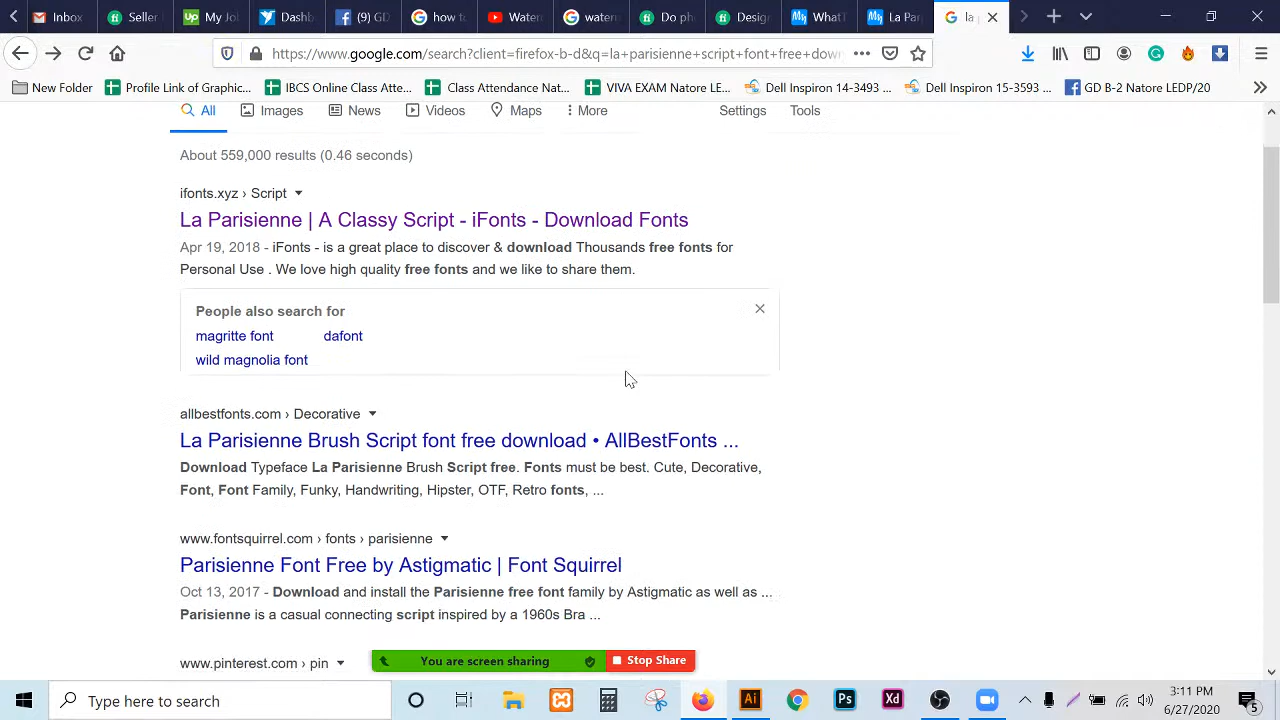 Inbox
Seller
Up My Jol
Dashb
(9) GD
how to
Water
water
Do ph
Desig
My What'
My La Par
la p
https://www.google.com/search?client=firefox-b-d&q=la+parisienne+script+font+free+dow
New Folder
Profile Link of Graphic...
IBCS Online Class Atte...
Class Attendance Nat...
VIVA EXAM Natore LE...
Dell Inspiron 14-3493 ...
Dell Inspiron 15-3593 ...
GD B-2 Natore LEDP/20
All
Images
News
Videos
Maps
More
Settings
Tools
About 559,000 results (0.46 seconds)
ifonts.xyz › Script
La Parisienne | A Classy Script - iFonts - Download Fonts
Apr 19, 2018 - iFonts - is a great place to discover & download Thousands free fonts for
Personal Use . We love high quality free fonts and we like to share them.
People also search for
magritte font
dafont
wild magnolia font
allbestfonts.com › Decorative
La Parisienne Brush Script font free download • AllBestFonts ...
Download Typeface La Parisienne Brush Script free. Fonts must be best. Cute, Decorative,
Font, Font Family, Funky, Handwriting, Hipster, OTF, Retro fonts, ...
www.fontsquirrel.com › fonts › parisienne
Parisienne Font Free by Astigmatic | Font Squirrel
Oct 13, 2017 - Download and install the Parisienne free font family by Astigmatic as well as ...
Parisienne is a casual connecting script inspired by a 1960s Bra ...
www.pinterest.com › pin
You are screen sharing
Stop Share
Type here to search
Ai
Ps
Xd
3:11 PM
6/27/2020
5